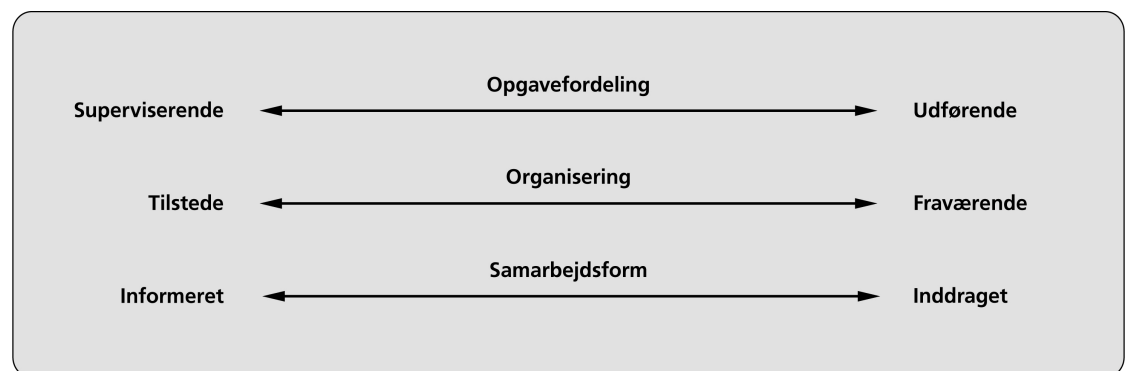 Opgavefordeling
Superviserende Udførende
Organisering
Tilstede Fraværende
Samarbejdsform
Informeret Inddraget